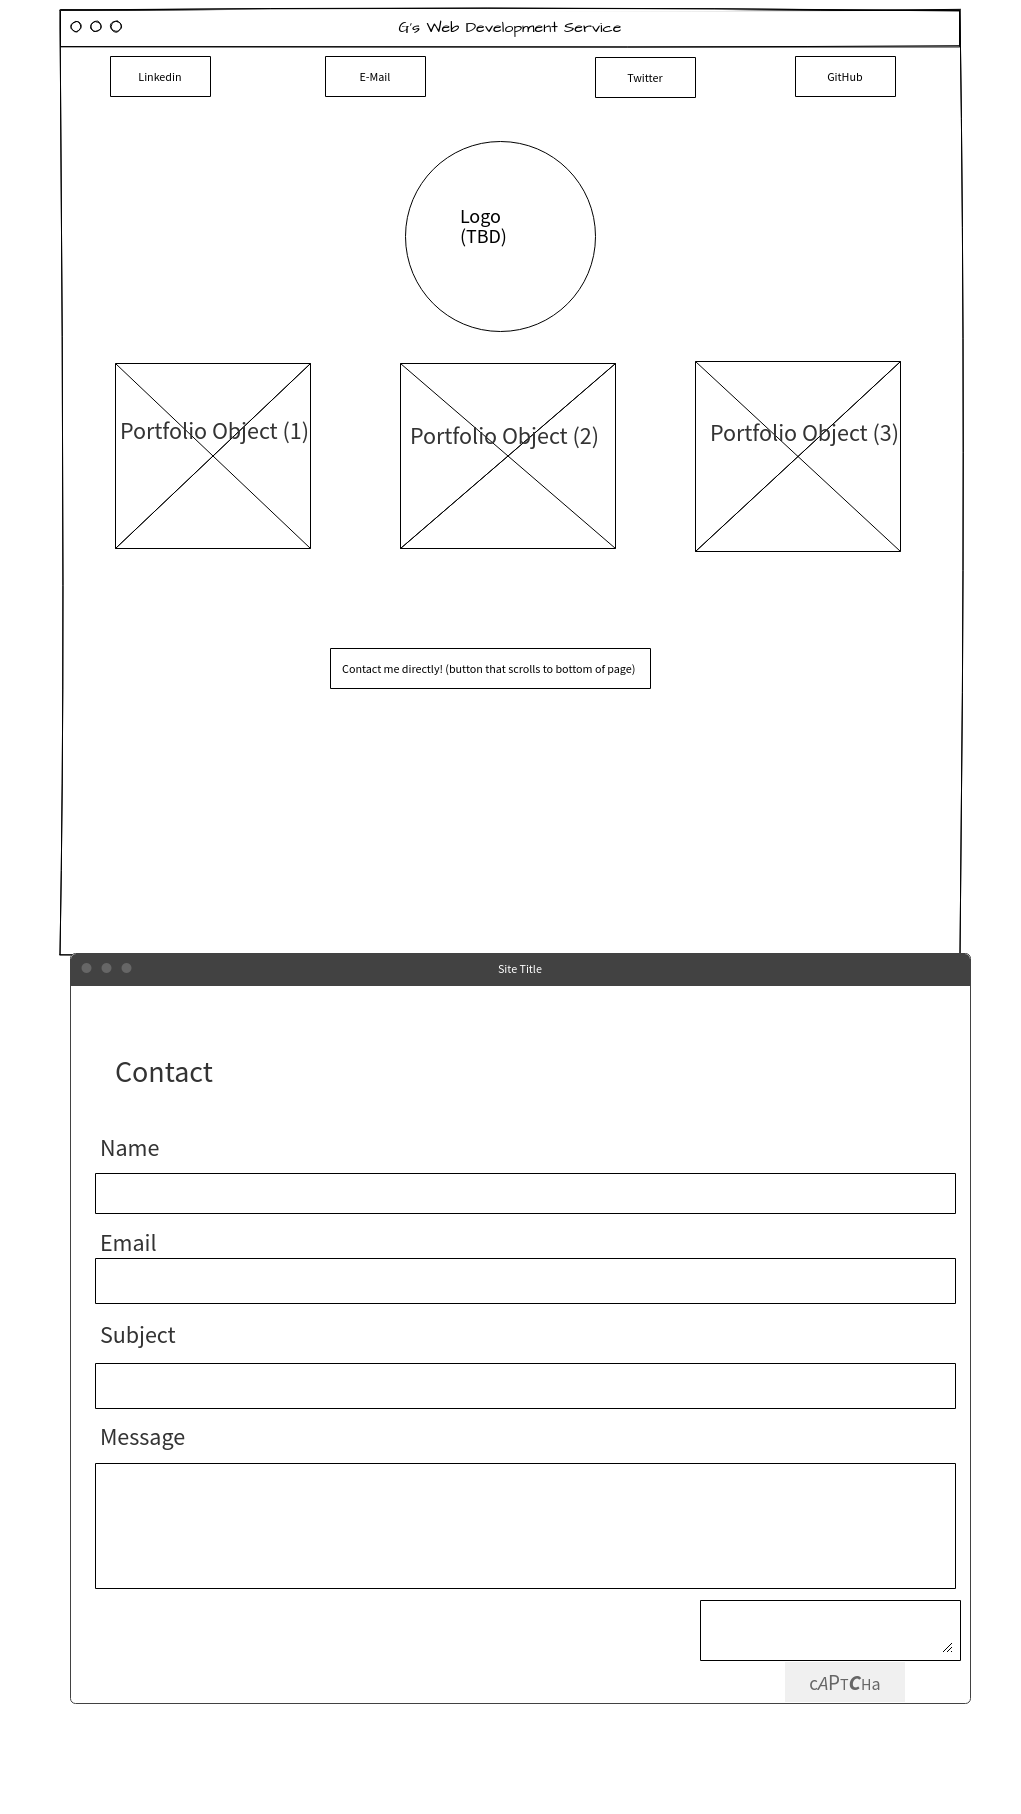 G's Web Development Service
Linkedin
E-Mail
Twitter
GitHub
Logo
(TBD)
Portfolio Object (1)
Portfolio Object (2)
Portfolio Object (3)
Contact me directly! (button that scrolls to bottom of page)
Site Title
Contact
Name
Email
Subject
Message
cAPTCHa